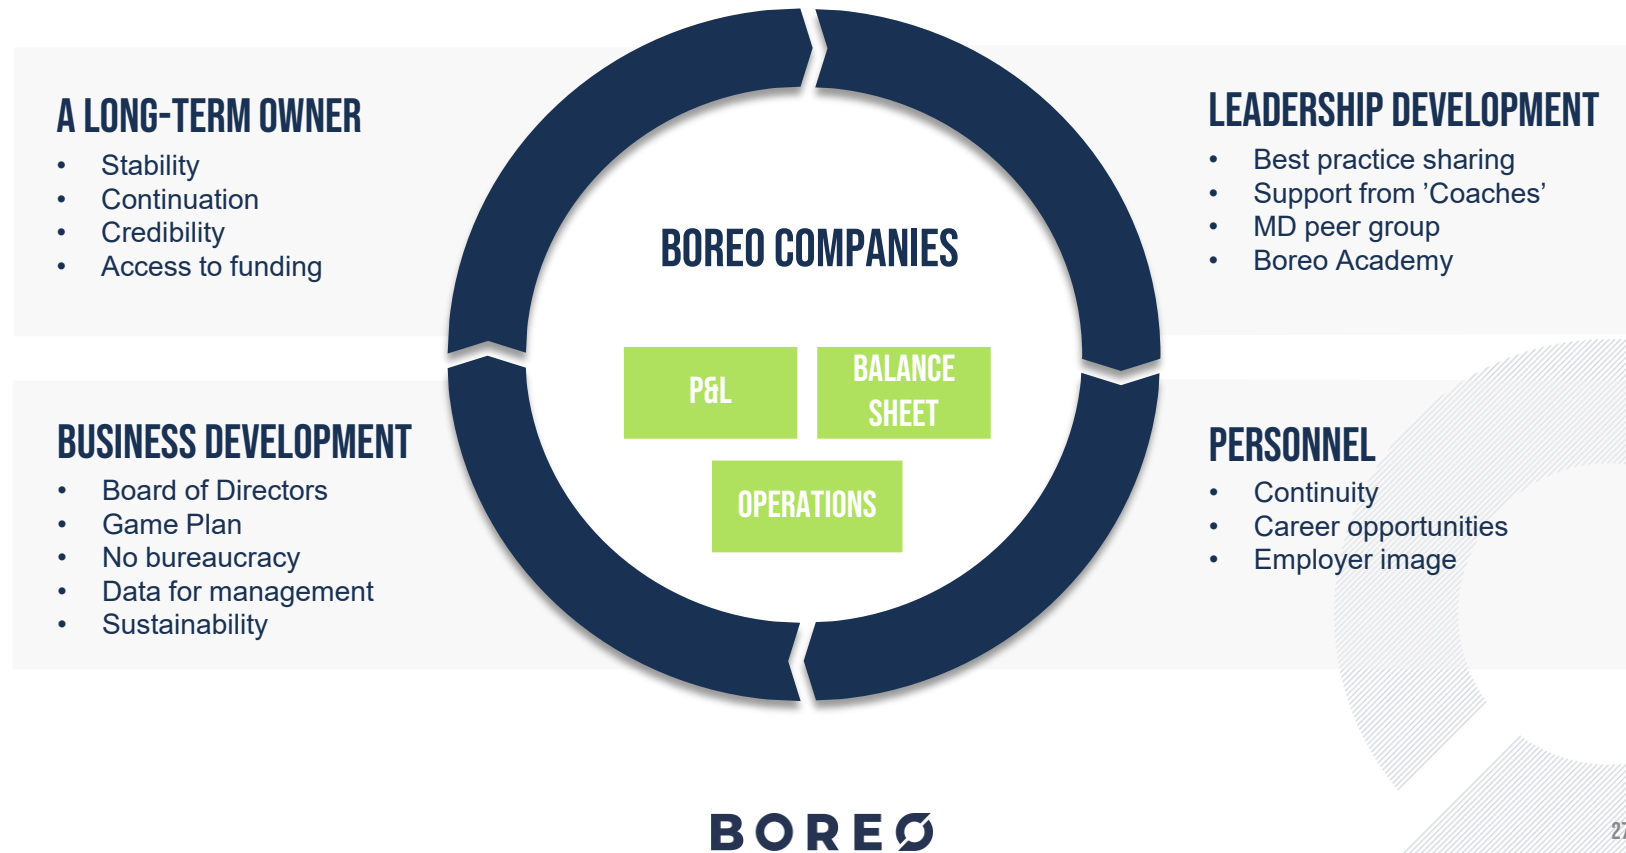 A LONG-TERM OWNER
• Stability
• Continuation
• Credibility
• Access to funding
LEADERSHIP DEVELOPMENT
• Best practice sharing
• Support from ’Coaches’
• MD peer group
• Boreo Academy
BOREO COMPANIES
P&L
BALANCE
SHEET
OPERATIONS
BUSINESS DEVELOPMENT
• Board of Directors
• Game Plan
• No bureaucracy
• Data for management
• Sustainability
PERSONNEL
• Continuity
• Career opportunities
• Employer image
BOREO
27